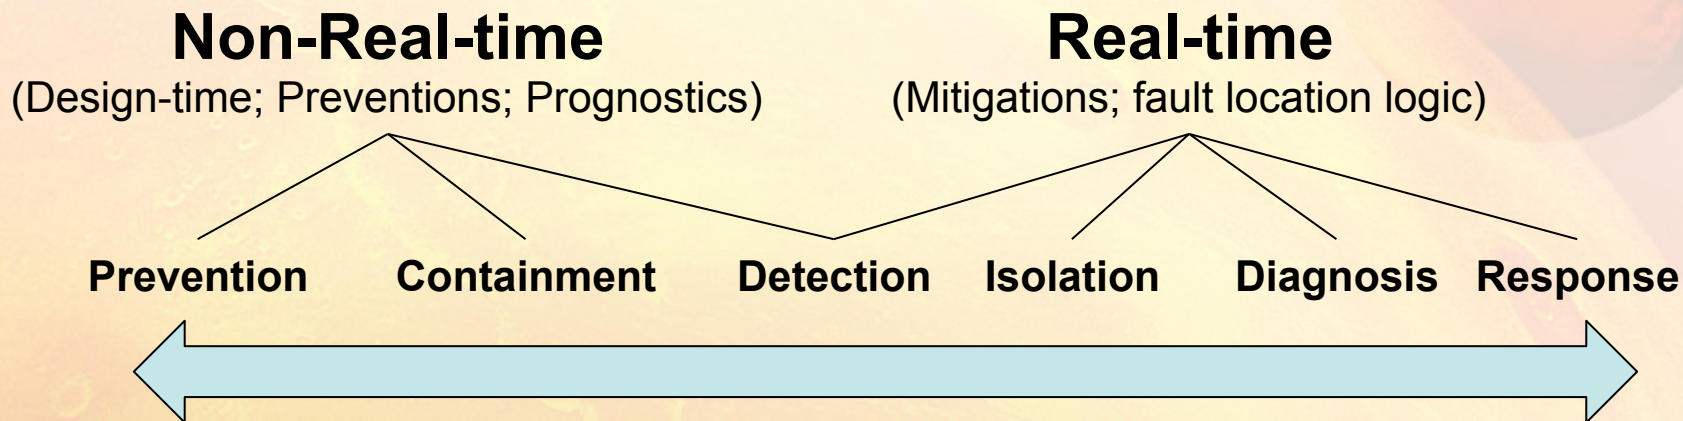 Non-Real-time
(Design-time; Preventions; Prognostics)
Real-time
(Mitigations; fault location logic)
Prevention Containment Detection Isolation Diagnosis Response